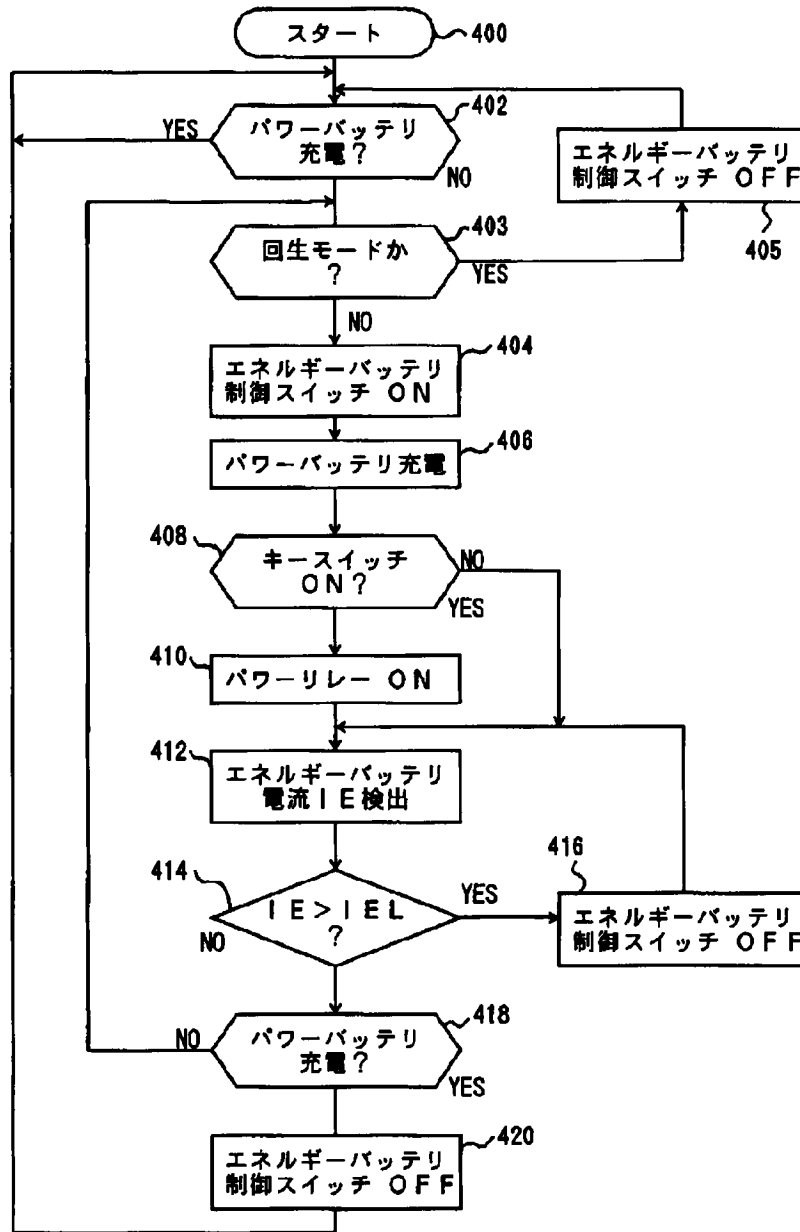 スタート
400
402
パワーバッテリ
充電?
YES
NO
エネルギーバッテリ
制御スイッチ OFF
405
403
回生モードか
?
YES
NO
404
エネルギーバッテリ
制御スイッチ ON
406
パワーバッテリ充電
408
キースイッチ
ON?
NO
YES
410
パワーリレー ON
412
エネルギーバッテリ
電流IE検出
414
IE>IEL
?
YES
NO
416
エネルギーバッテリ
制御スイッチ OFF
418
パワーバッテリ
充電?
NO
YES
420
エネルギーバッテリ
制御スイッチ OFF